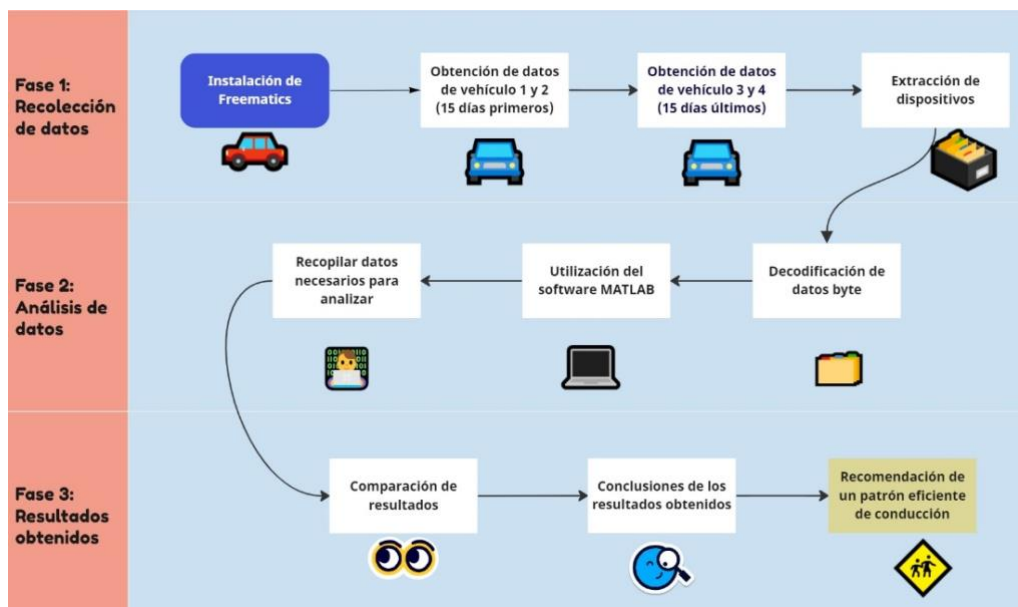 Fase 1:
Recolección
de datos
Instalación de
Freematics
Obtención de datos
de vehículo 1 y 2
(15 días primeros)
Obtención de datos
de vehículo 3 y 4
(15 días últimos)
Extracción de
dispositivos
Fase 2:
Análisis de
datos
Recopilar datos
necesarios para
analizar
Utilización del
software MATLAB
Decodificación de
datos byte
Fase 3:
Resultados
obtenidos
Comparación de
resultados
Conclusiones de los
resultados obtenidos
Recomendación de
un patrón eficiente
de conducción